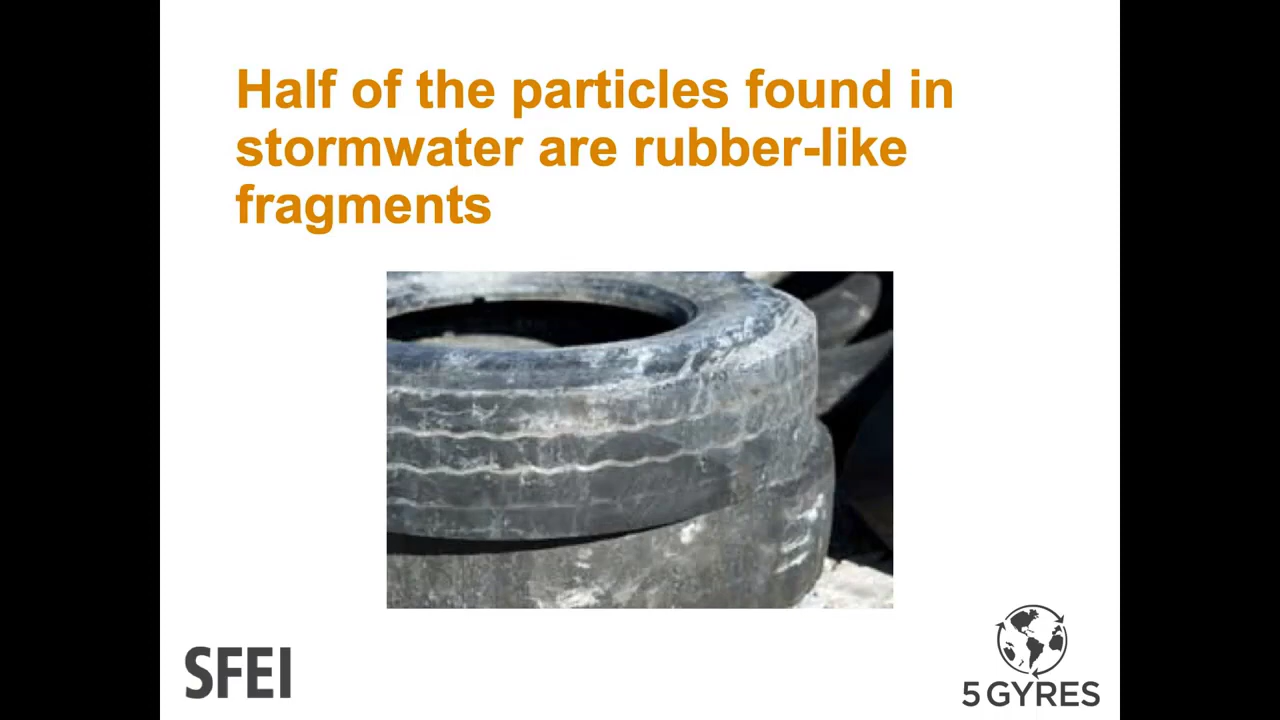 Half of the particles found in
stormwater are rubber-like
fragments
SFEI
5 GYRES